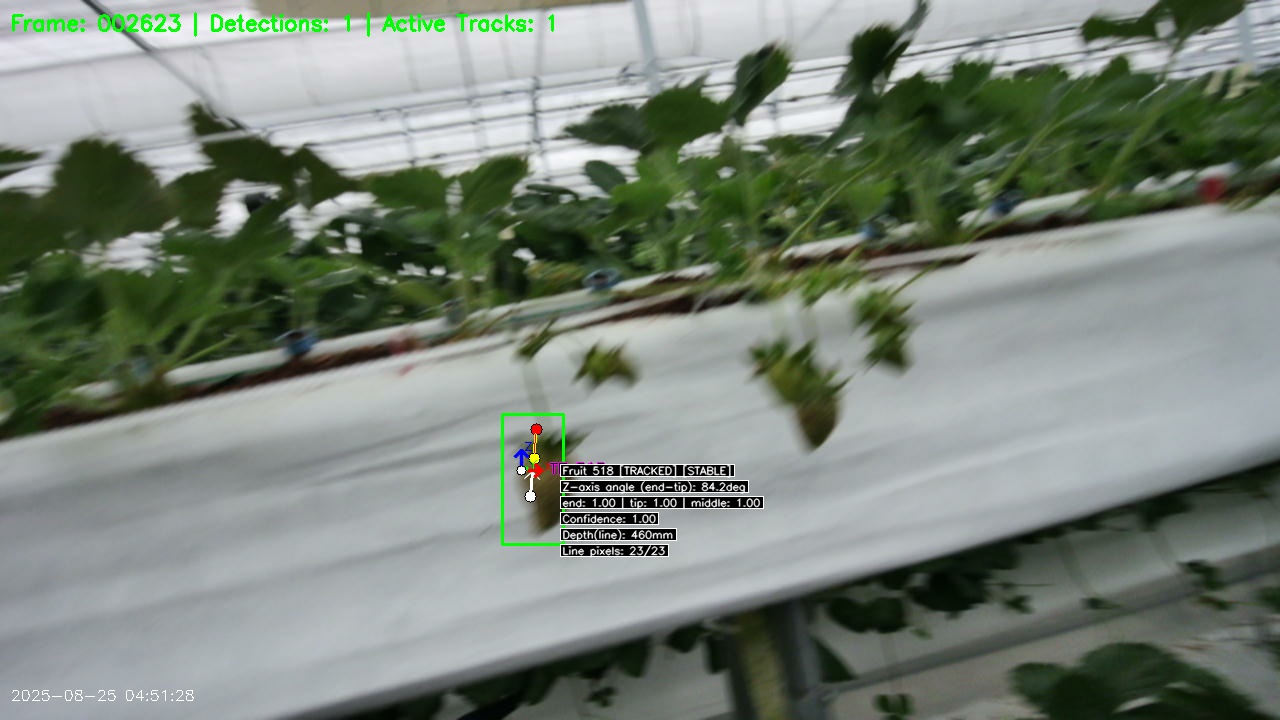 Frame: 002623 | Detections: 1 | Active Tracks: 1
Z
Fruit 518 [TRACKED] [STABLE]
Z-axis angle (end-tip): 84.2deg
end: 1.00 | tip: 1.00 | middle: 1.00
Confidence: 1.00
Depth(line): 460mm
Line pixels: 23/23
2025-08-25 04:51:28